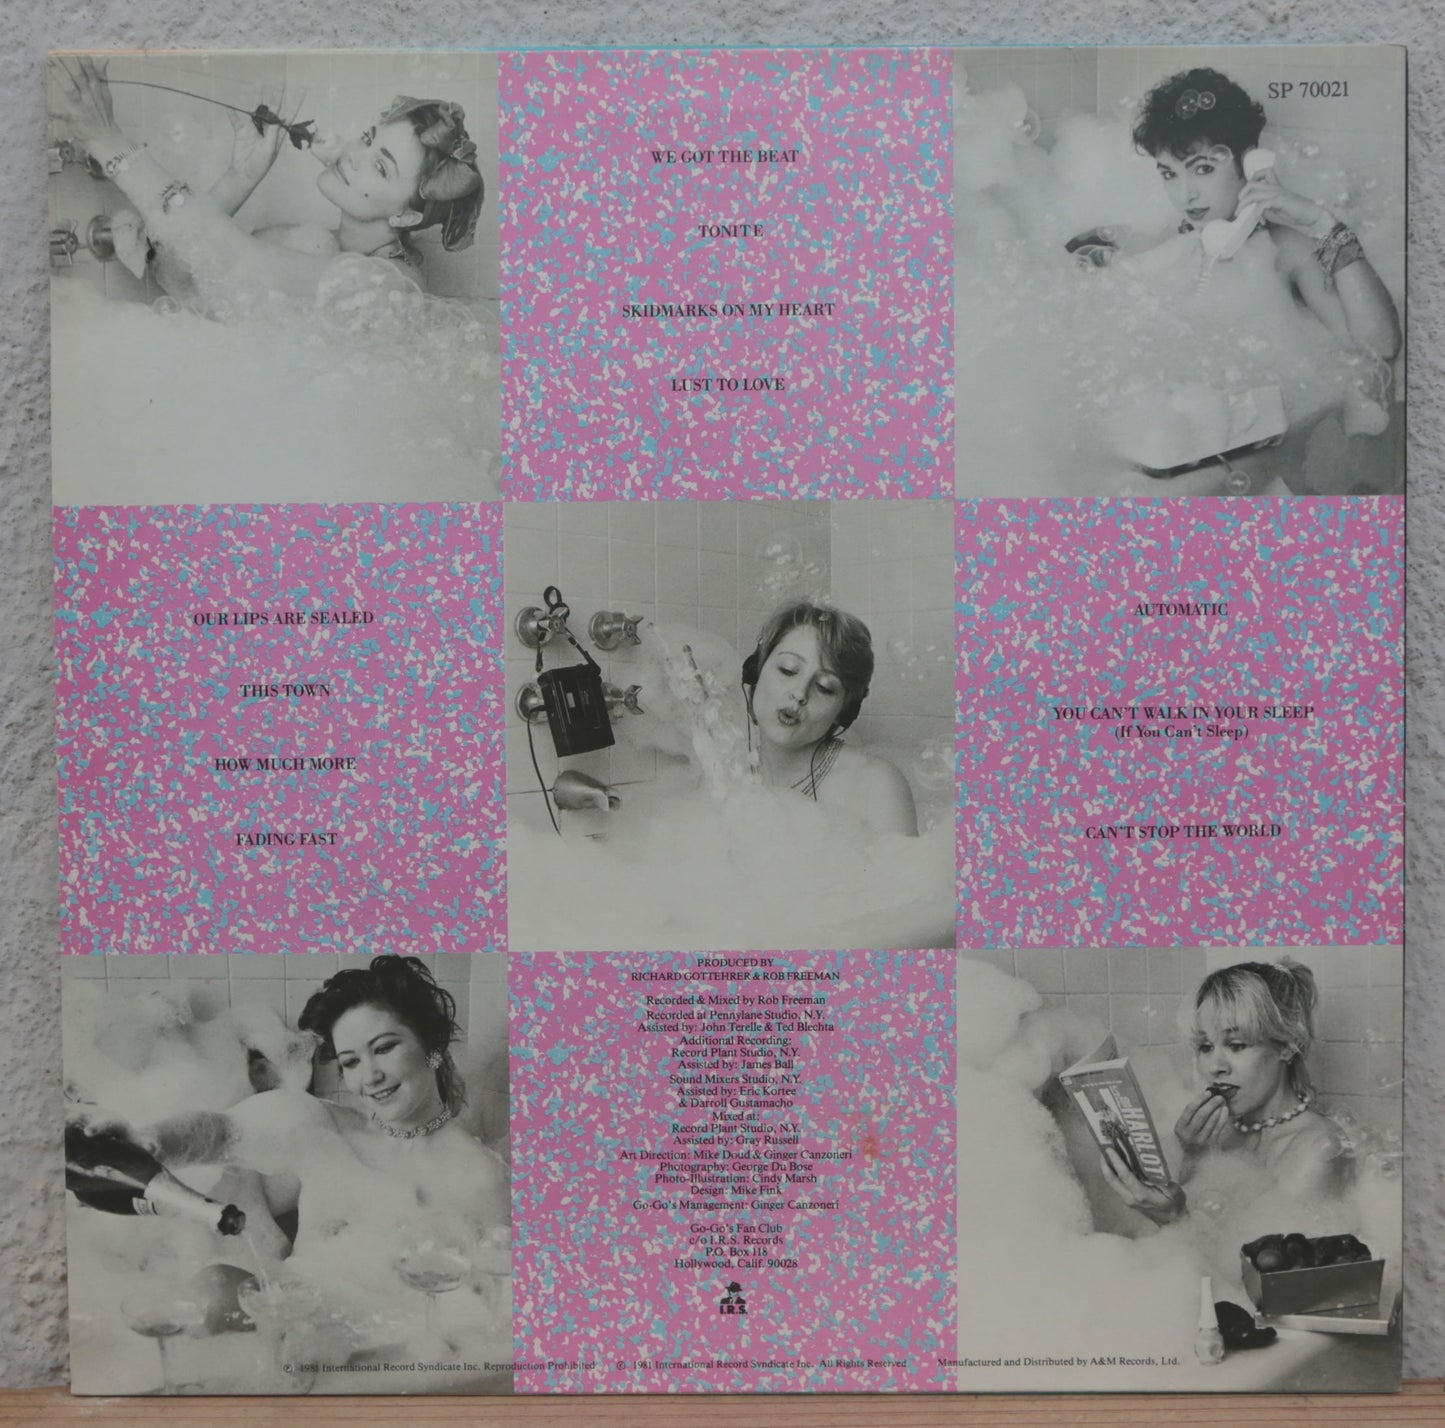 SP 70021
WE GOT THE BEAT
TONITE
SKIDMARKS ON MY HEART
LUST TO LOVE
OUR LIPS ARE SEALED
THIS TOWN
HOW MUCH MORE
FADING FAST
AUTOMATIC
YOU CAN'T WALK IN YOUR SLEEP
(If You Can't Sleep)
CAN'T STOP THE WORLD
HARLOT
PRODUCED BY
RICHARD GOTTEHRER & ROB FREEMAN
Recorded & Mixed by Rob Freeman
Recorded at Pennylane Studio, N.Y.
Assisted by: John Terelle & Ted Blechta
Additional Recording:
Record Plant Studio, N.Y.
Assisted by: James Ball
Sound Mixers Studio, N.Y.
Assisted by: Eric Kortee
& Darroll Gustamacho
Mixed at:
Record Plant Studio, N.Y.
Assisted by: Gray Russell
Art Direction: Mike Doud & Ginger Canzoneri
Photography: George Du Bose
Photo-Illustration: Cindy Marsh
Design: Mike Fink
Go-Go's Management: Ginger Canzoneri
Go-Go's Fan Club
c/o I.R.S. Records
P.O. Box 118
Hollywood, Calif. 90028
I.R.S.
℗ 1981 International Record Syndicate Inc. Reproduction Prohibited © 1981 International Record Syndicate Inc. All Rights Reserved Manufactured and Distributed by A&M Records, Ltd.